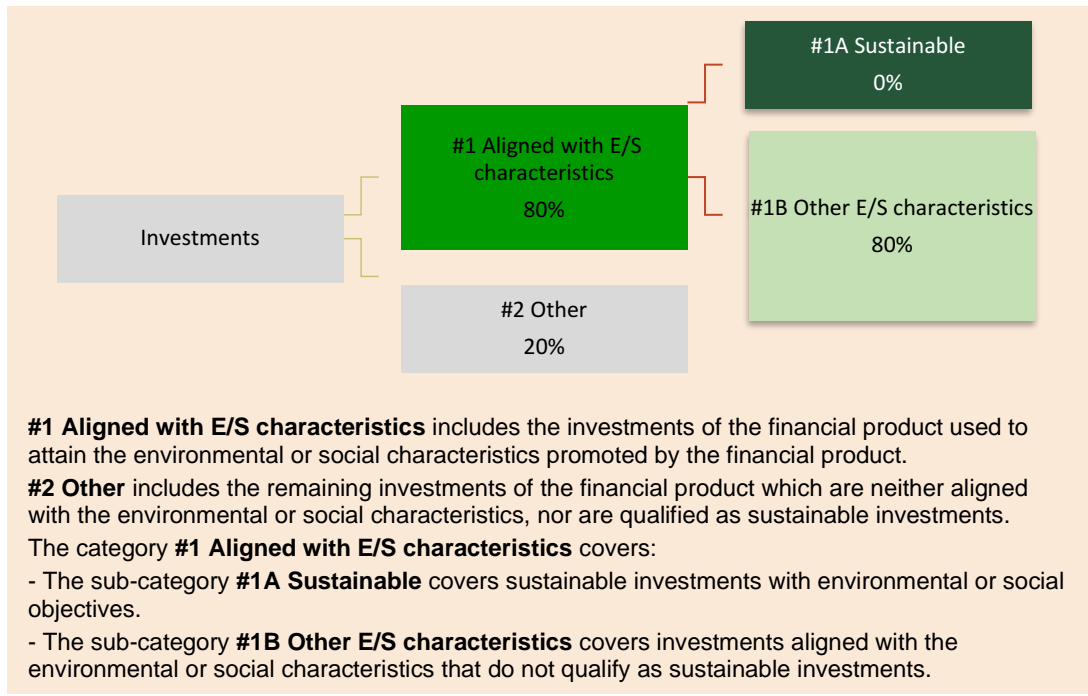 #1A Sustainable
0%
#1 Aligned with E/S
characteristics
80%
#1B Other E/S characteristics
80%
Investments
#2 Other
20%
#1 Aligned with E/S characteristics includes the investments of the financial product used to
attain the environmental or social characteristics promoted by the financial product.
#2 Other includes the remaining investments of the financial product which are neither aligned
with the environmental or social characteristics, nor are qualified as sustainable investments.
The category #1 Aligned with E/S characteristics covers:
- The sub-category #1A Sustainable covers sustainable investments with environmental or social
objectives.
- The sub-category #1B Other E/S characteristics covers investments aligned with the
environmental or social characteristics that do not qualify as sustainable investments.